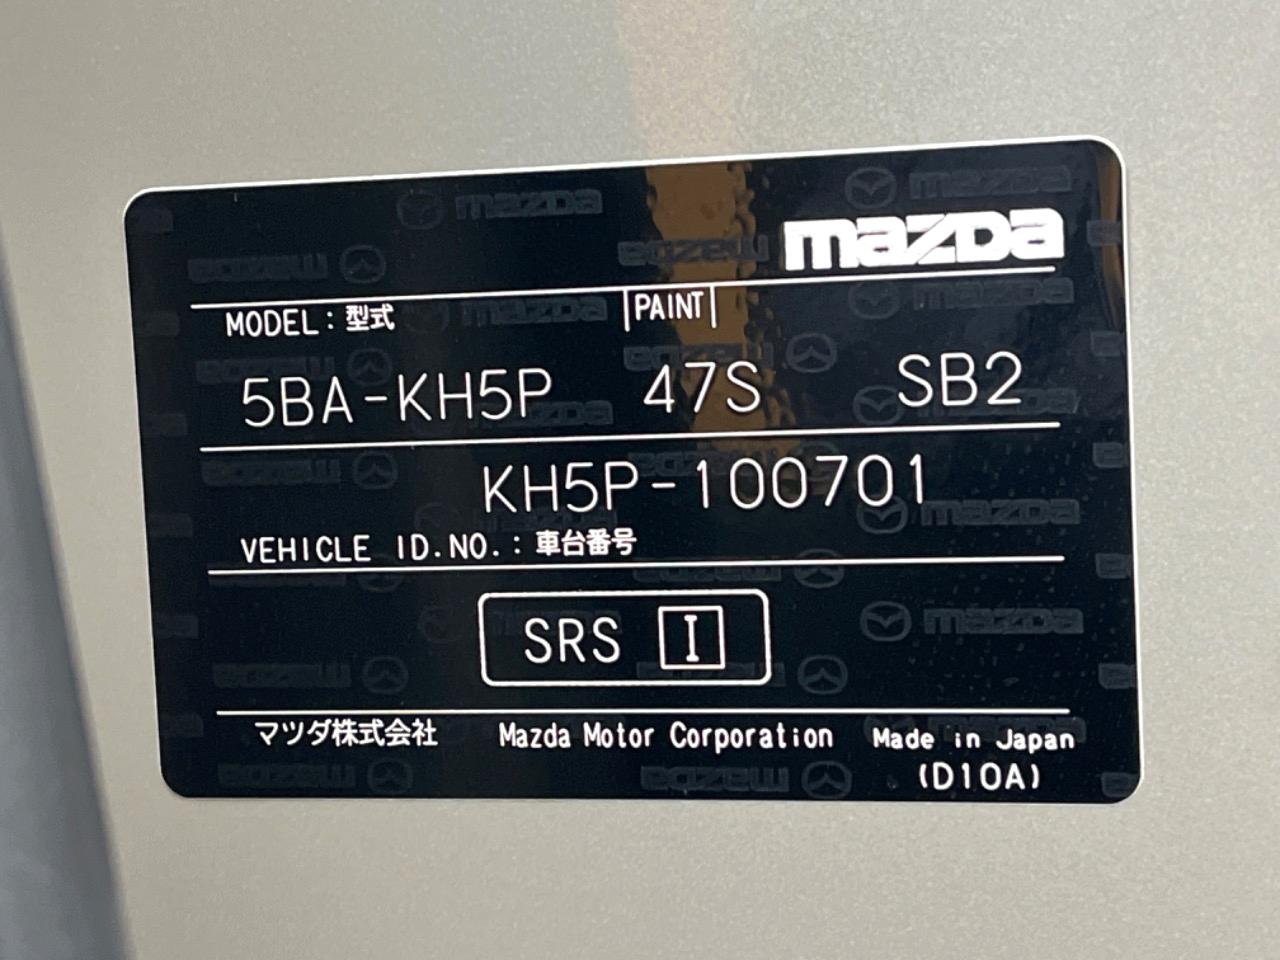 mazda
MODEL：型式 PAINT
5BA-KH5P 47S SB2
KH5P-100701
VEHICLE ID.NO.：車台番号
SRS I
マツダ株式会社 Mazda Motor Corporation Made in Japan
(D10A)